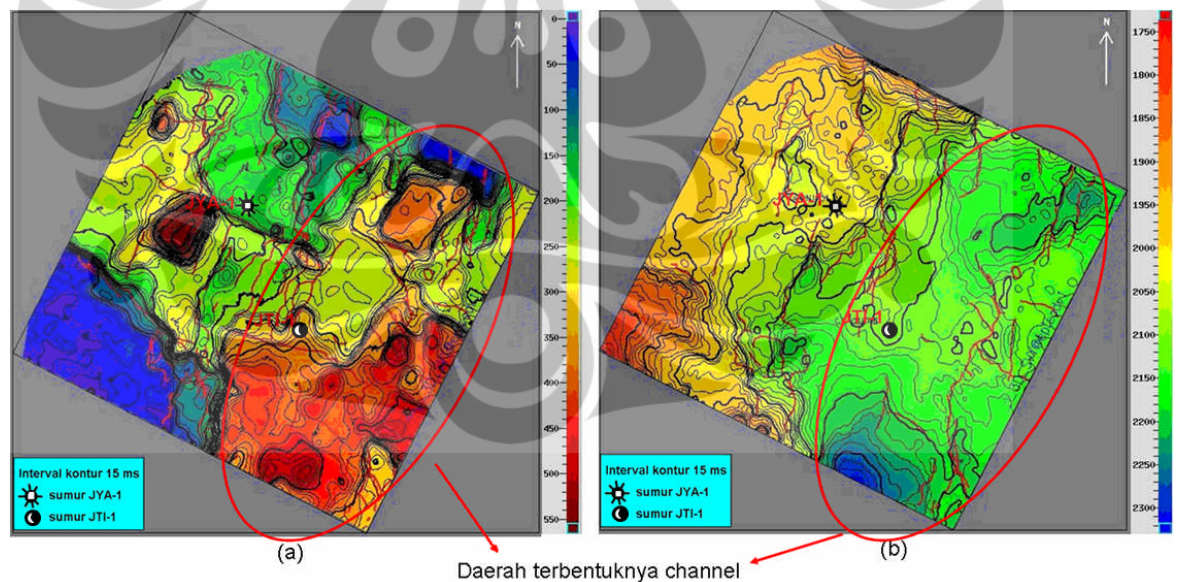 N
0
50
100
150
200
250
300
350
400
450
500
550
JYA-1
JTI-1
Interval kontur 15 ms
sumur JYA-1
sumur JTI-1
(a)
N
1750
1800
1850
1900
1950
2000
2050
2100
2150
2200
2250
2300
JYA-1
JTI-1
Interval kontur 15 ms
sumur JYA-1
sumur JTI-1
(b)
Daerah terbentuknya channel